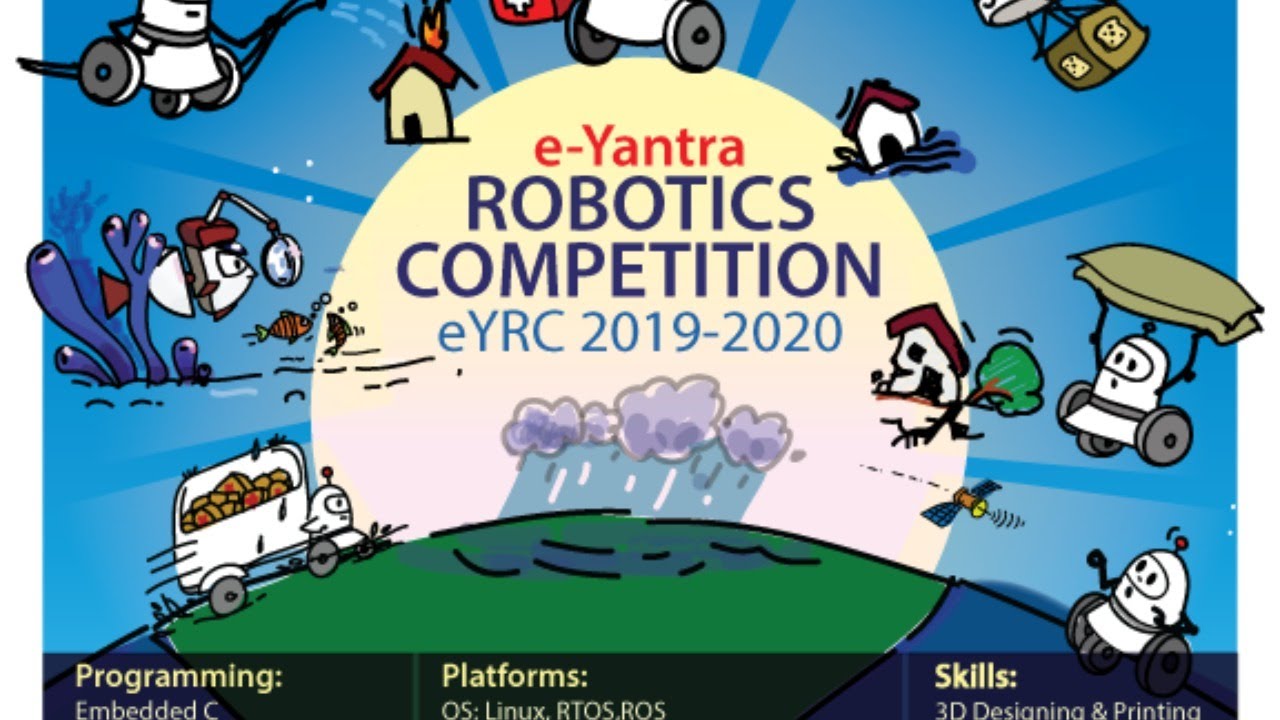 e-Yantra
ROBOTICS
COMPETITION
eYRC 2019-2020
Programming:
Embedded C
Platforms:
OS: Linux, RTOS,ROS
Skills:
3D Designing & Printing